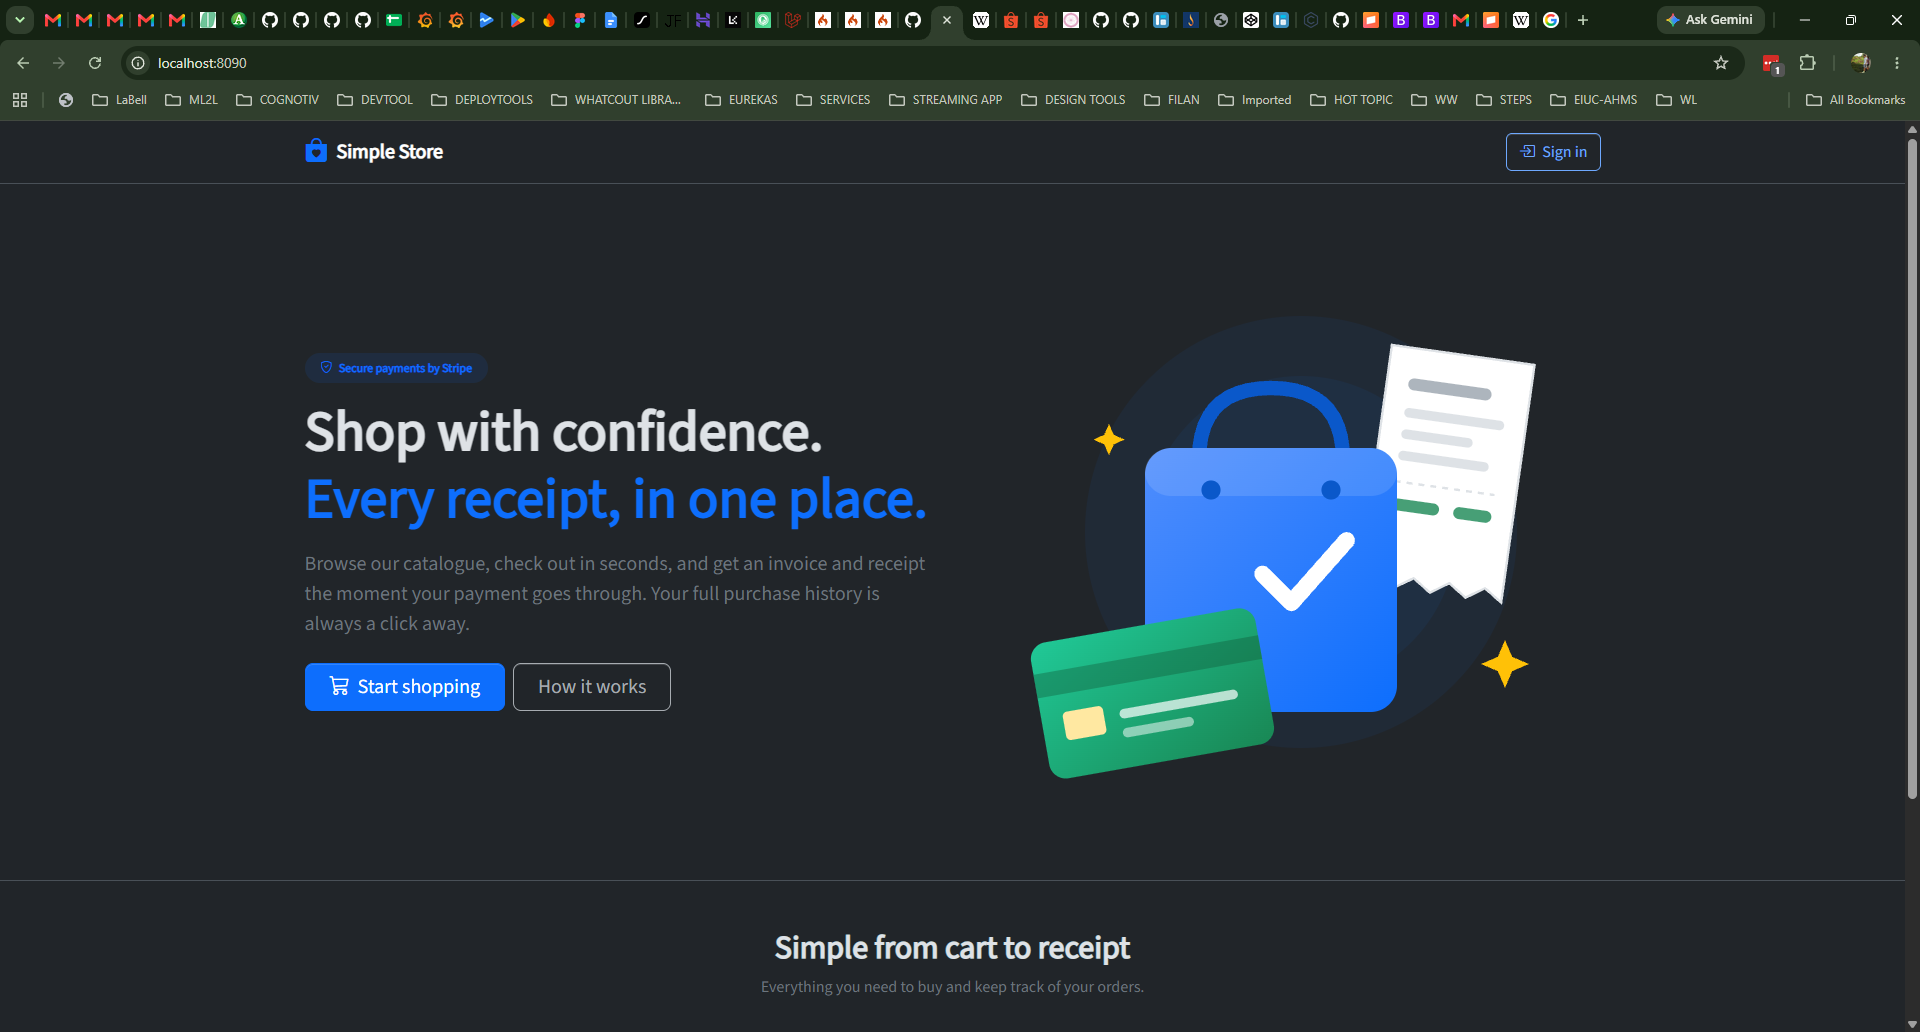 Ask Gemini
localhost:8090
1
LaBell
ML2L
COGNOTIV
DEVTOOL
DEPLOYTOOLS
WHATCOUT LIBRA...
EUREKAS
SERVICES
STREAMING APP
DESIGN TOOLS
FILAN
Imported
HOT TOPIC
WW
STEPS
EIUC-AHMS
WL
All Bookmarks
Simple Store
Sign in
Secure payments by Stripe
Shop with confidence.
Every receipt, in one place.
Browse our catalogue, check out in seconds, and get an invoice and receipt
the moment your payment goes through. Your full purchase history is
always a click away.
Start shopping
How it works
Simple from cart to receipt
Everything you need to buy and keep track of your orders.